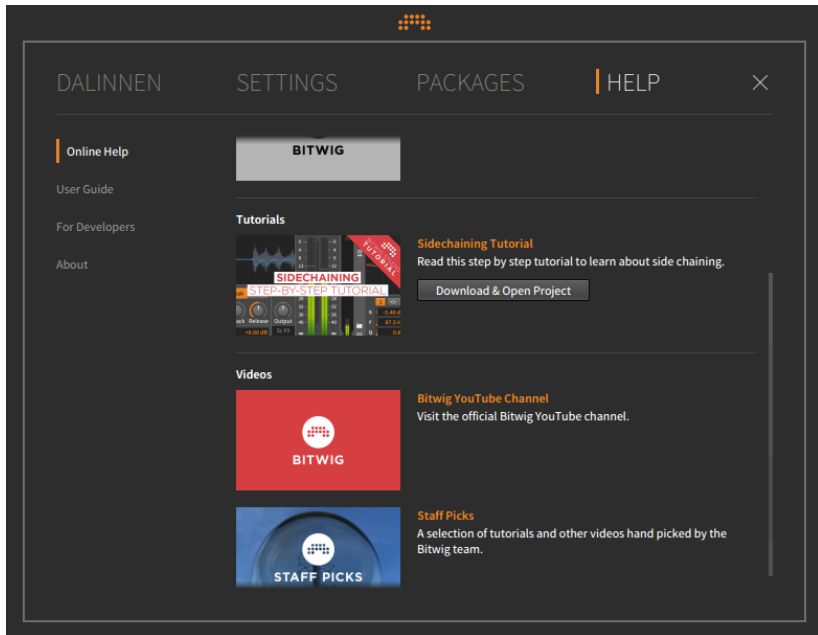 DALINNEN
SETTINGS
PACKAGES
HELP
Online Help
User Guide
For Developers
About
BITWIG
Tutorials
TUTORIAL
SIDECHAINING
STEP-BY-STEP TUTORIAL
Release
Output
Sidechaining Tutorial
Read this step by step tutorial to learn about side chaining.
Download & Open Project
Videos
BITWIG
Bitwig YouTube Channel
Visit the official Bitwig YouTube channel.
STAFF PICKS
Staff Picks
A selection of tutorials and other videos hand picked by the
Bitwig team.